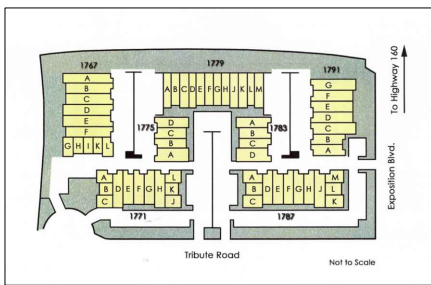 1779
1767
1791
To Highway 160
A
B
C
D
E
F
G H I K L
A B C D E F G H J K L M
G
F
E
D
C
B
A
1775
D
C
B
A
1783
A
B
C
D
Exposition Blvd.
A
B
C
D E F G H
L
K
J
A
B
C
D E F G H J
M
L
K
1771
1787
Tribute Road
Not to Scale